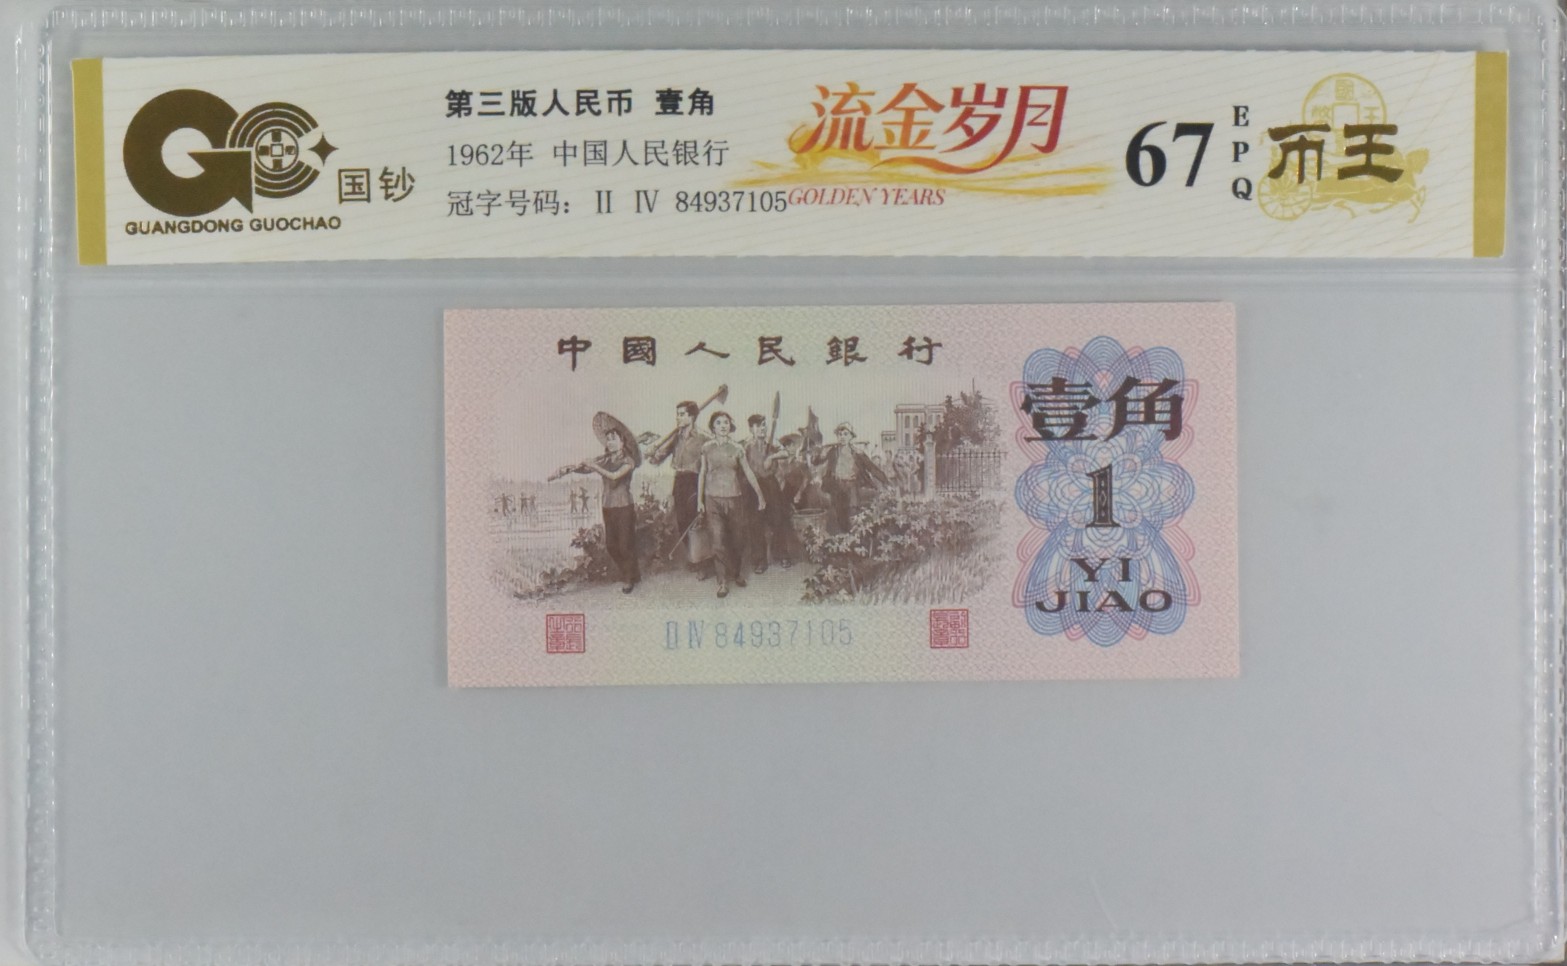 国钞
GUANGDONG GUOCHAO
第三版人民币 壹角
1962年 中国人民银行
冠字号码: Ⅱ Ⅳ 84937105
流金岁月
GOLDEN YEARS
67
EPQ
币王
中國人民銀行
壹角
1
YI
JIAO
ⅡⅣ84937105